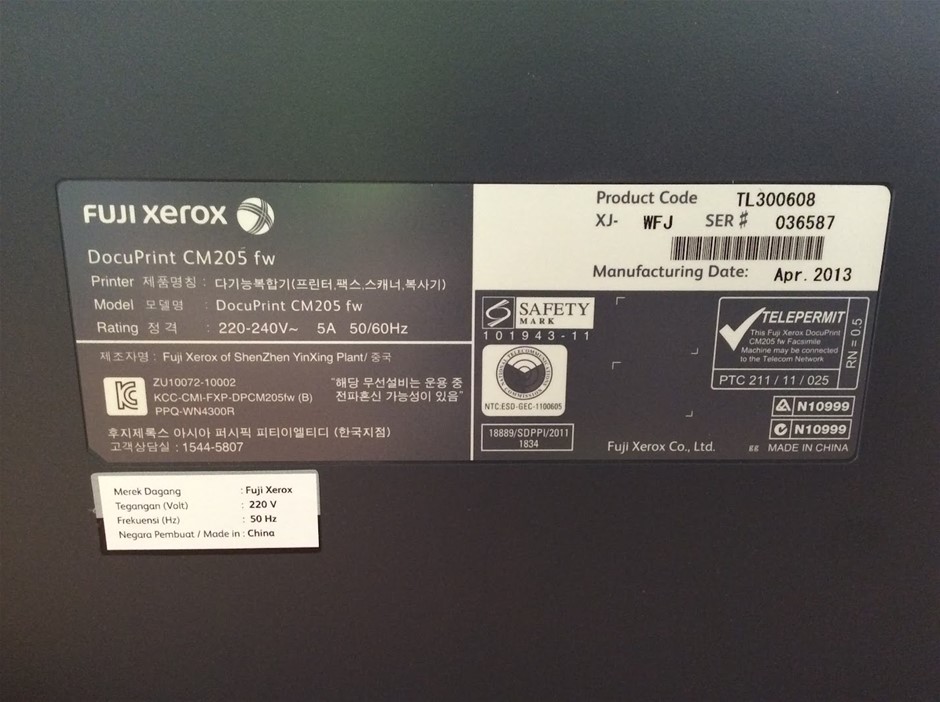 FUJI xerox
DocuPrint CM205 fw
Printer 제품명칭 : 다기능복합기(프린터,팩스,스캐너,복사기)
Model 모델명 : DocuPrint CM205 fw
Rating 정 격 : 220-240V~ 5A 50/60Hz
제조자명 : Fuji Xerox of ShenZhen YinXing Plant/ 중국
ZU10072-10002
KCC-CMI-FXP-DPCM205fw (B)
PPQ-WN4300R
"해당 무선설비는 운용 중
전파혼신 가능성이 있음"
후지제록스 아시아 퍼시픽 피티이엘티디 (한국지점)
고객상담실 : 1544-5807
Product Code TL300608
XJ- WFJ SER # 036587
Manufacturing Date: Apr. 2013
SAFETY
MARK
101943-11
NTC:ESD-GEC-1100605
18889/SDPPI/2011
1834
TELEPERMIT
This Fuji Xerox DocuPrint
CM205 fw Facsimile
Machine may be connected
to the Telecom Network
RN = 0.5
PTC 211 / 11 / 025
N10999
N10999
Fuji Xerox Co., Ltd.
gg MADE IN CHINA
Merek Dagang : Fuji Xerox
Tegangan (Volt) : 220 V
Frekuensi (Hz) : 50 Hz
Negara Pembuat / Made in : China